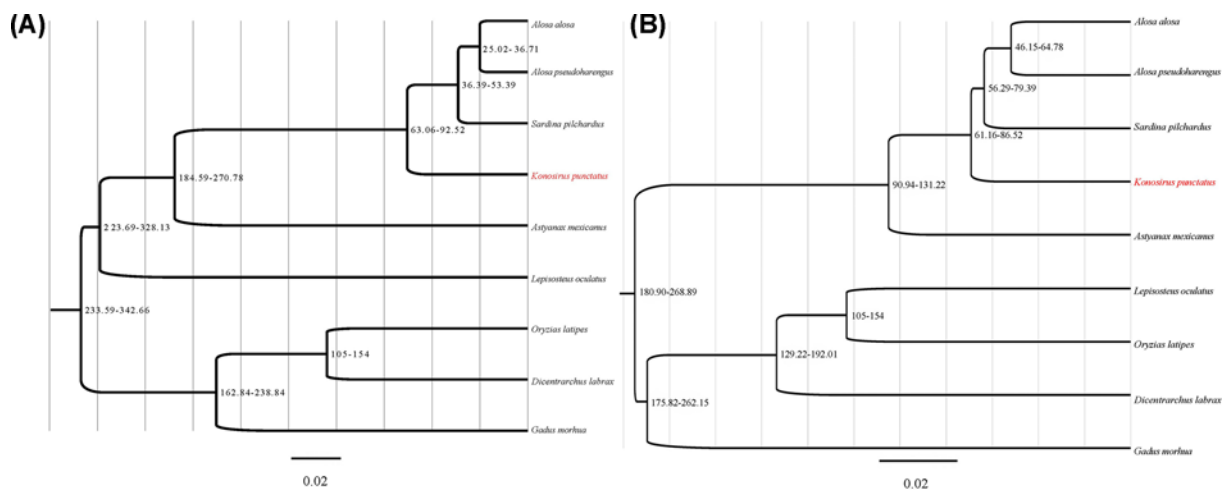 (A)
Alosa alosa
25.02-36.71
Alosa pseudoharengus
36.39-53.39
Sardina pilchardus
63.06-92.52
Konosirus punctatus
184.59-270.78
Astyanax mexicanus
223.69-328.13
Lepisosteus oculatus
233.59-342.66
Oryzias latipes
105-154
Dicentrarchus labrax
162.84-238.84
Gadus morhua
0.02
(B)
Alosa alosa
46.15-64.78
Alosa pseudoharengus
56.29-79.39
Sardina pilchardus
61.16-86.52
Konosirus punctatus
90.94-131.22
Astyanax mexicanus
180.90-268.89
Lepisosteus oculatus
105-154
Oryzias latipes
129.22-192.01
Dicentrarchus labrax
175.82-262.15
Gadus morhua
0.02